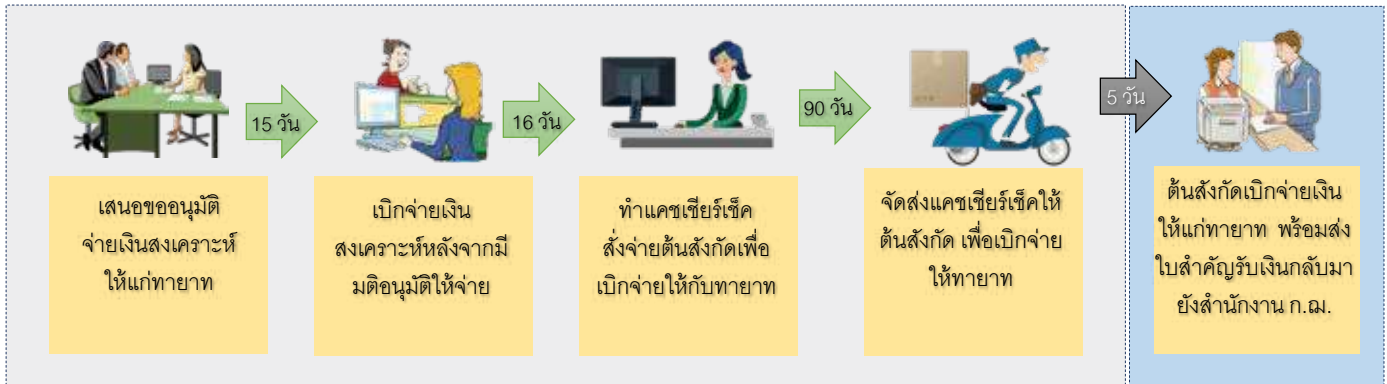 15 วัน
16 วัน
90 วัน
5 วัน
เสนอขออนุมัติ
จ่ายเงินสงเคราะห์
ให้แก่ทายาท
เบิกจ่ายเงิน
สงเคราะห์หลังจากมี
มติอนุมัติให้จ่าย
ทำแคชเชียร์เช็ค
สั่งจ่ายต้นสังกัดเพื่อ
เบิกจ่ายให้กับทายาท
จัดส่งแคชเชียร์เช็คให้
ต้นสังกัด เพื่อเบิกจ่าย
ให้ทายาท
ต้นสังกัดเบิกจ่ายเงิน
ให้แก่ทายาท พร้อมส่ง
ใบสำคัญรับเงินกลับมา
ยังสำนักงาน ก.ฌ.